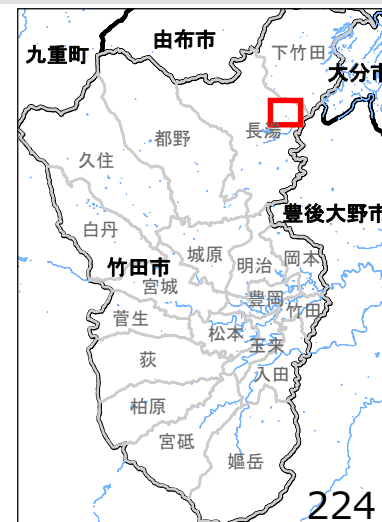 由布市
九重町
下竹田
大分市
長湯
都野
久住
豊後大野市
白丹
城原
岡本
明治
竹田市
宮城
豊岡
竹田
菅生
松本
玉来
荻
入田
柏原
宮砥
嫗岳
224